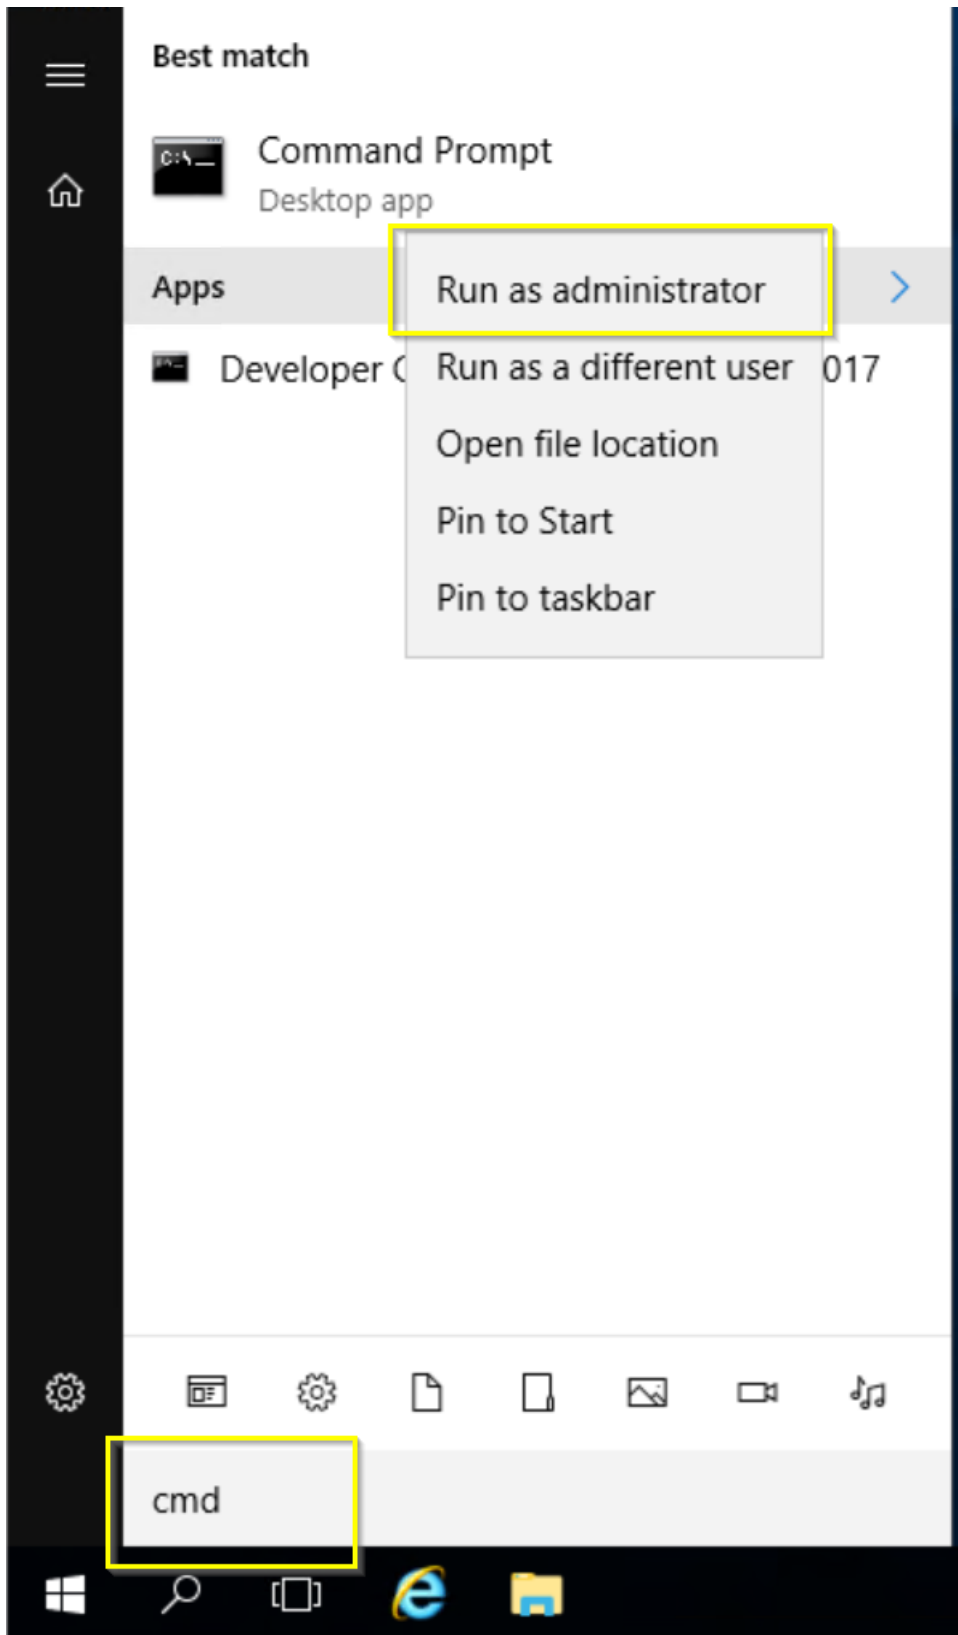 Best match
C:\_
Command Prompt
Desktop app
Apps
Run as administrator
Developer
Run as a different user
017
Open file location
Pin to Start
Pin to taskbar
cmd